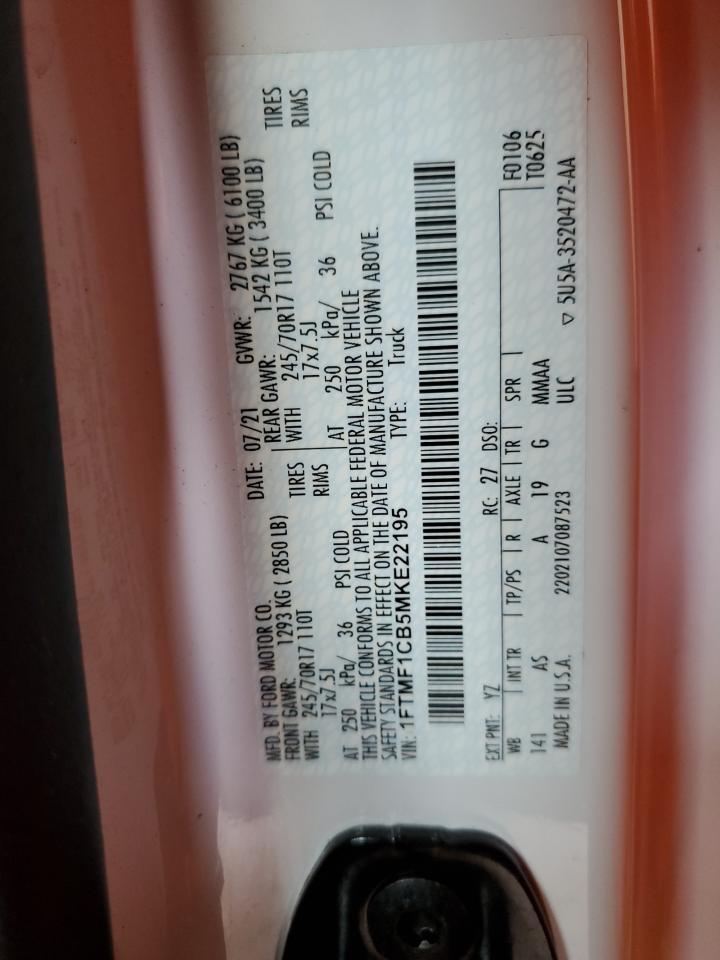 MFD. BY FORD MOTOR CO. DATE: 07/21 GVWR: 2767 KG ( 6100 LB)
FRONT GAWR: 1293 KG ( 2850 LB) REAR GAWR: 1542 KG ( 3400 LB)
WITH 245/70R17 110T TIRES WITH 245/70R17 110T TIRES
17x7.5J RIMS 17x7.5J RIMS
AT 250 kPa/ 36 PSI COLD AT 250 kPa/ 36 PSI COLD
THIS VEHICLE CONFORMS TO ALL APPLICABLE FEDERAL MOTOR VEHICLE
SAFETY STANDARDS IN EFFECT ON THE DATE OF MANUFACTURE SHOWN ABOVE.
VIN: 1FTMF1CB5MKE22195 TYPE: Truck
EXT PNT: YZ RC: 27 DSO: F0106
WB INT TR TP/PS R AXLE TR SPR T0625
141 AS A 19 G MMAA
MADE IN U.S.A. 2202107087523 ULC ▽ 5U5A-3520472-AA